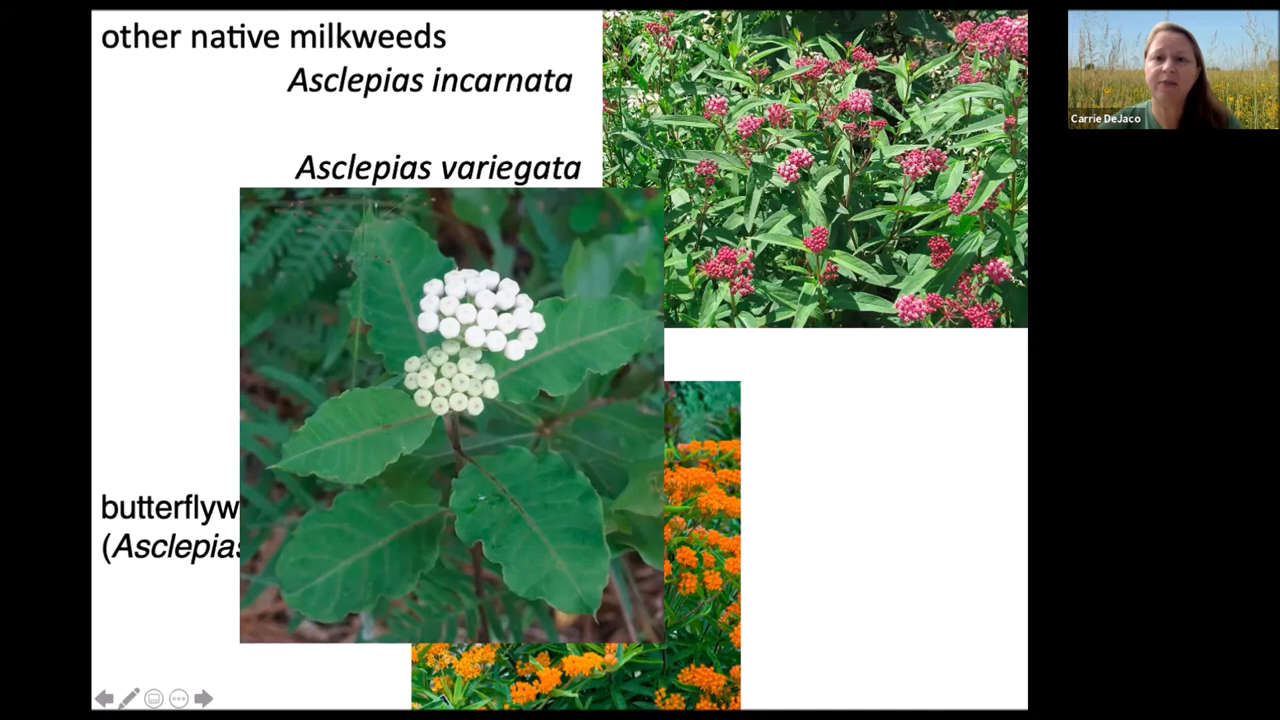 other native milkweeds
Asclepias incarnata
Asclepias variegata
butterflyw
(Asclepias
Carrie DeJaco